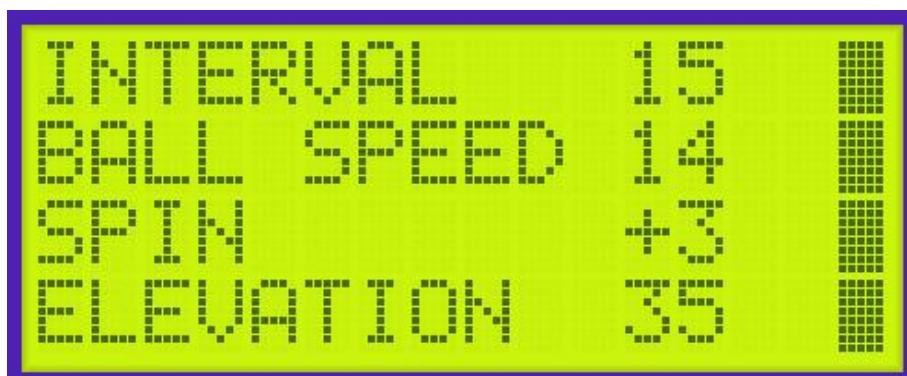 INTERVAL 15
BALL SPEED 14
SPIN +3
ELEVATION 35